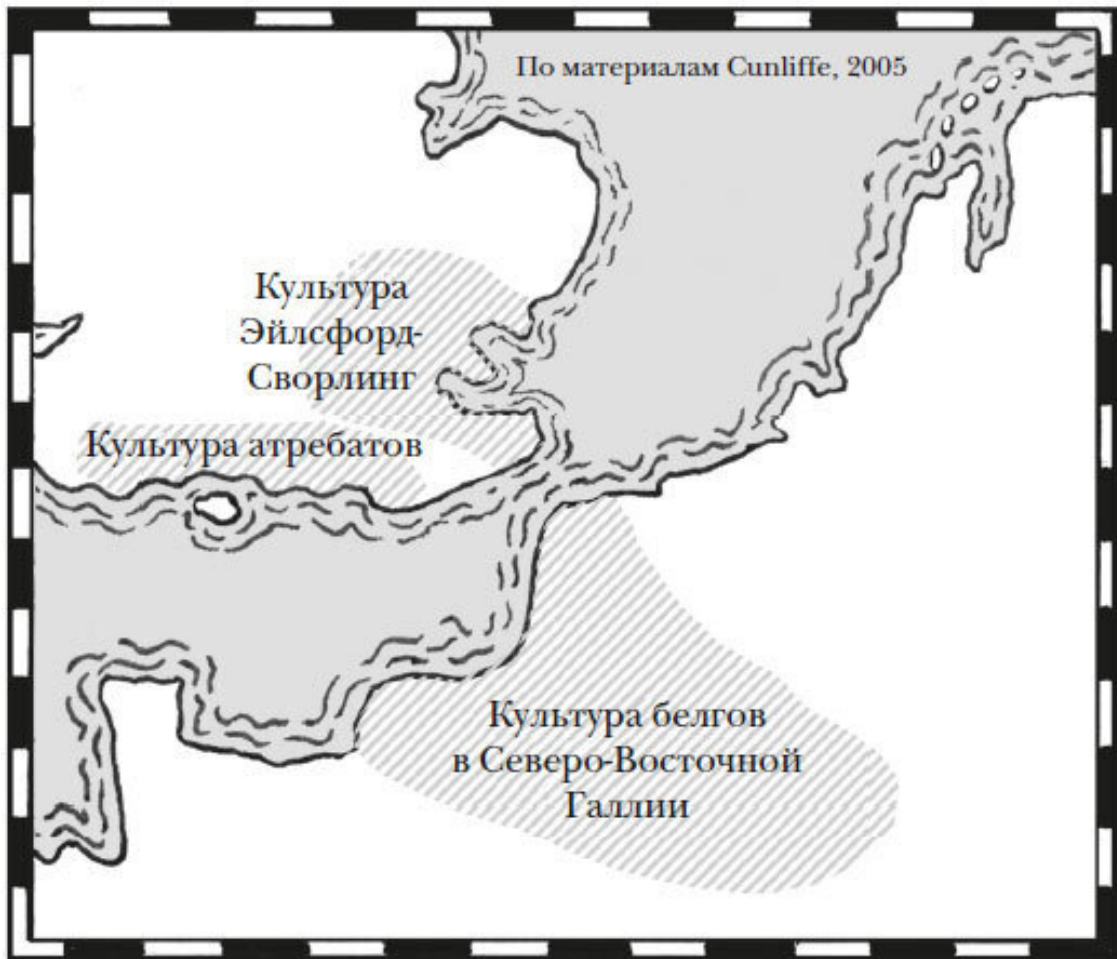 По материалам Cunliffe, 2005
Культура
Эйлсфорд-
Сворлинг
Культура атребатов
Культура белгов
в Северо-Восточной
Галлии